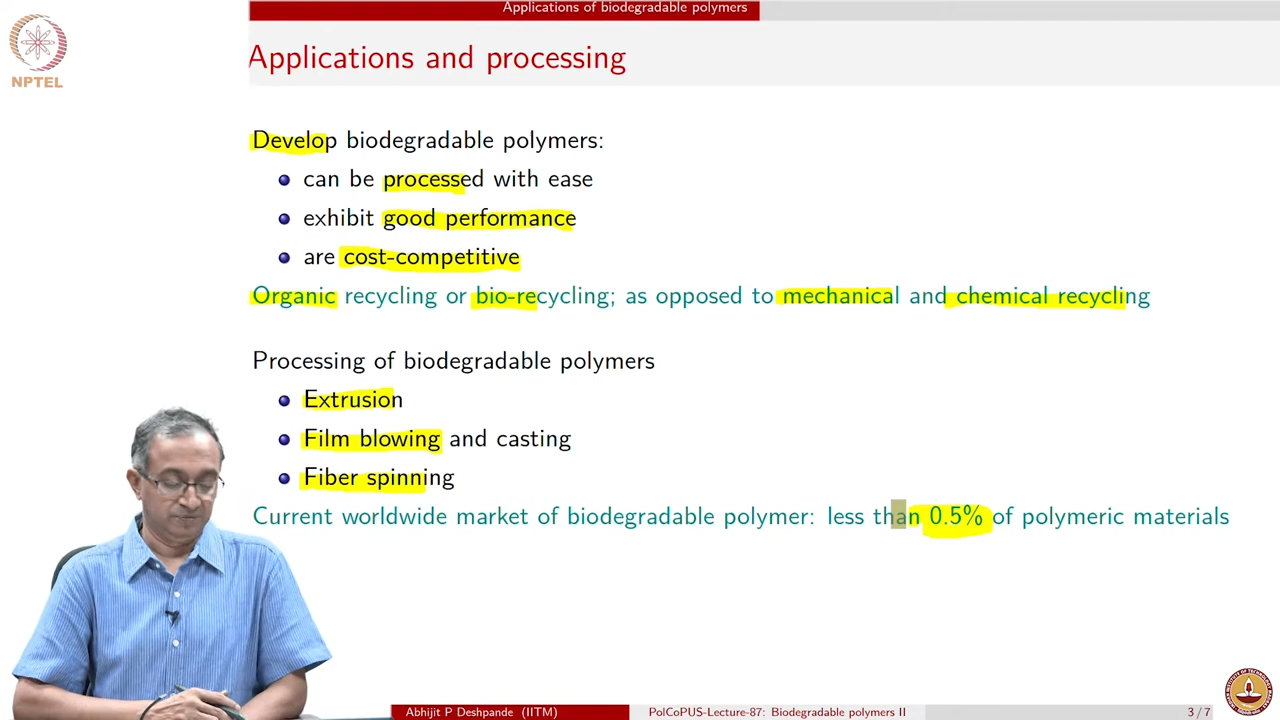 Applications of biodegradable polymers
NPTEL
Applications and processing
Develop biodegradable polymers:
can be processed with ease
exhibit good performance
are cost-competitive
Organic recycling or bio-recycling; as opposed to mechanical and chemical recycling
Processing of biodegradable polymers
Extrusion
Film blowing and casting
Fiber spinning
Current worldwide market of biodegradable polymer: less than 0.5% of polymeric materials
Abhijit P Deshpande (IITM)
PolCoPUS-Lecture-87: Biodegradable polymers II
3/7